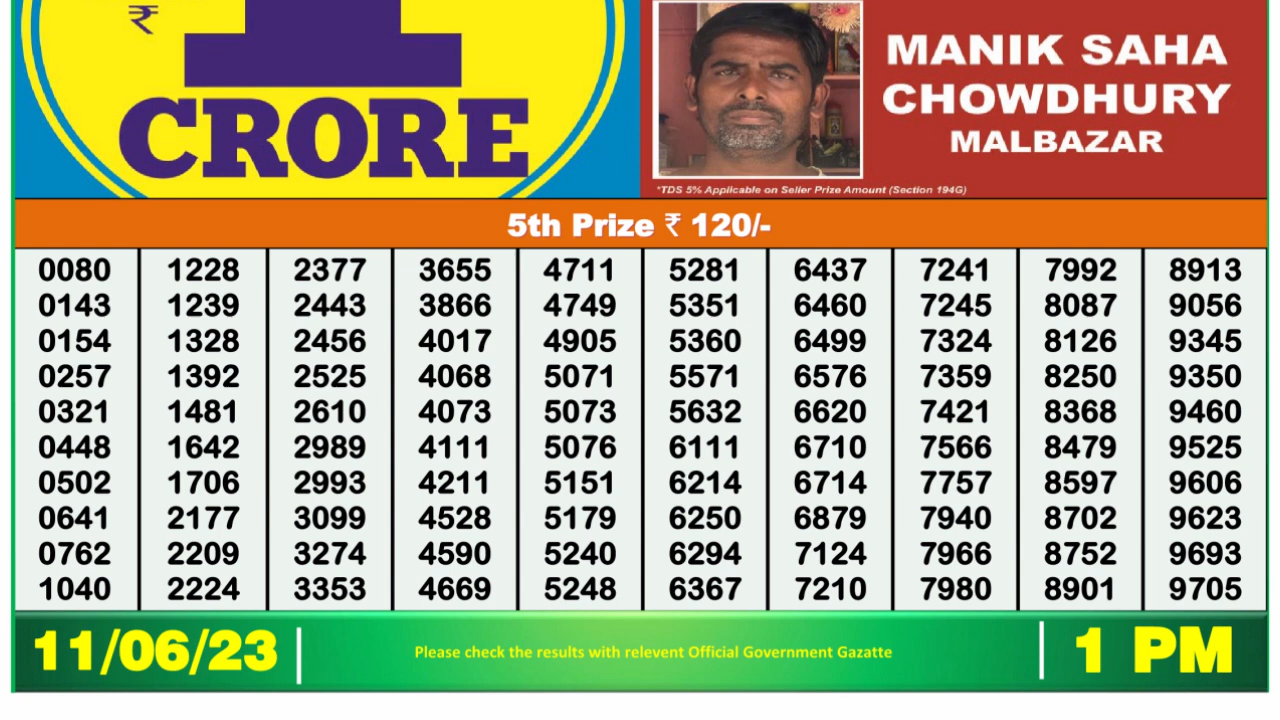 ₹
CRORE
MANIK SAHA
CHOWDHURY
MALBAZAR
*TDS 5% Applicable on Seller Prize Amount (Section 194G)
5th Prize ₹ 120/-
0080 1228 2377 3655 4711 5281 6437 7241 7992 8913
0143 1239 2443 3866 4749 5351 6460 7245 8087 9056
0154 1328 2456 4017 4905 5360 6499 7324 8126 9345
0257 1392 2525 4068 5071 5571 6576 7359 8250 9350
0321 1481 2610 4073 5073 5632 6620 7421 8368 9460
0448 1642 2989 4111 5076 6111 6710 7566 8479 9525
0502 1706 2993 4211 5151 6214 6714 7757 8597 9606
0641 2177 3099 4528 5179 6250 6879 7940 8702 9623
0762 2209 3274 4590 5240 6294 7124 7966 8752 9693
1040 2224 3353 4669 5248 6367 7210 7980 8901 9705
11/06/23
Please check the results with relevent Official Government Gazatte
1 PM